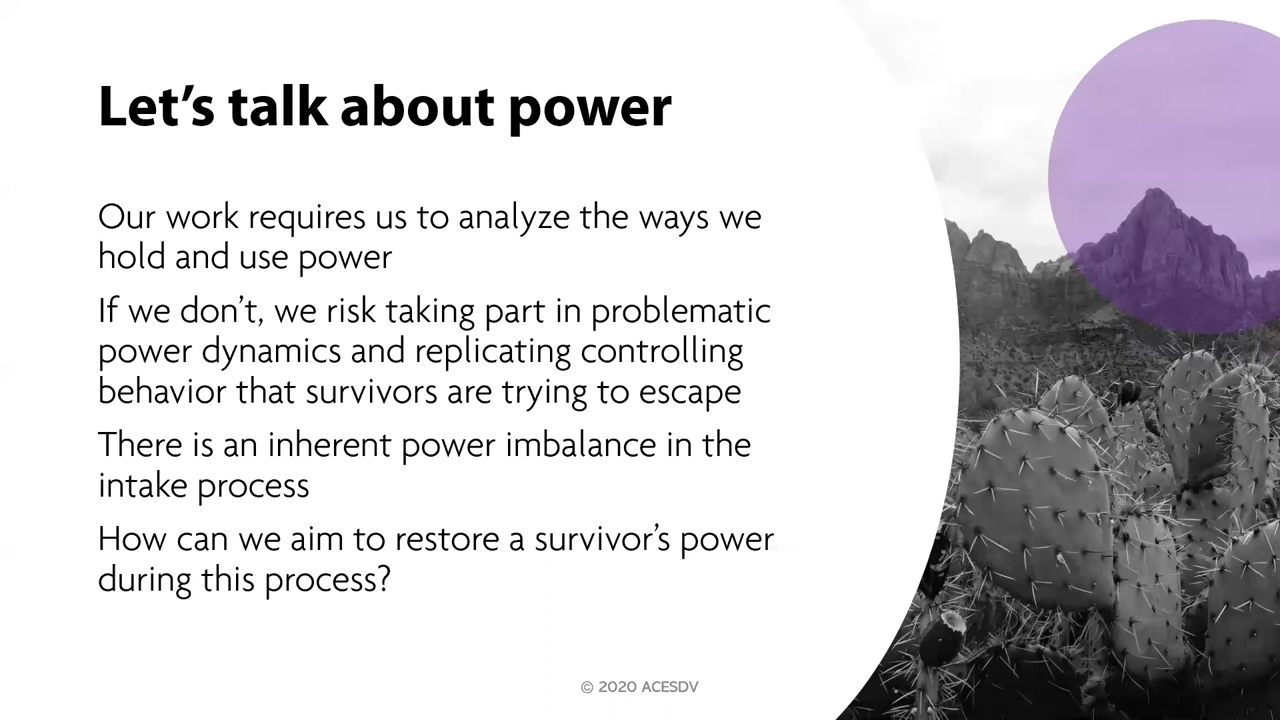 Let’s talk about power
Our work requires us to analyze the ways we
hold and use power
If we don’t, we risk taking part in problematic
power dynamics and replicating controlling
behavior that survivors are trying to escape
There is an inherent power imbalance in the
intake process
How can we aim to restore a survivor’s power
during this process?
© 2020 ACESDV